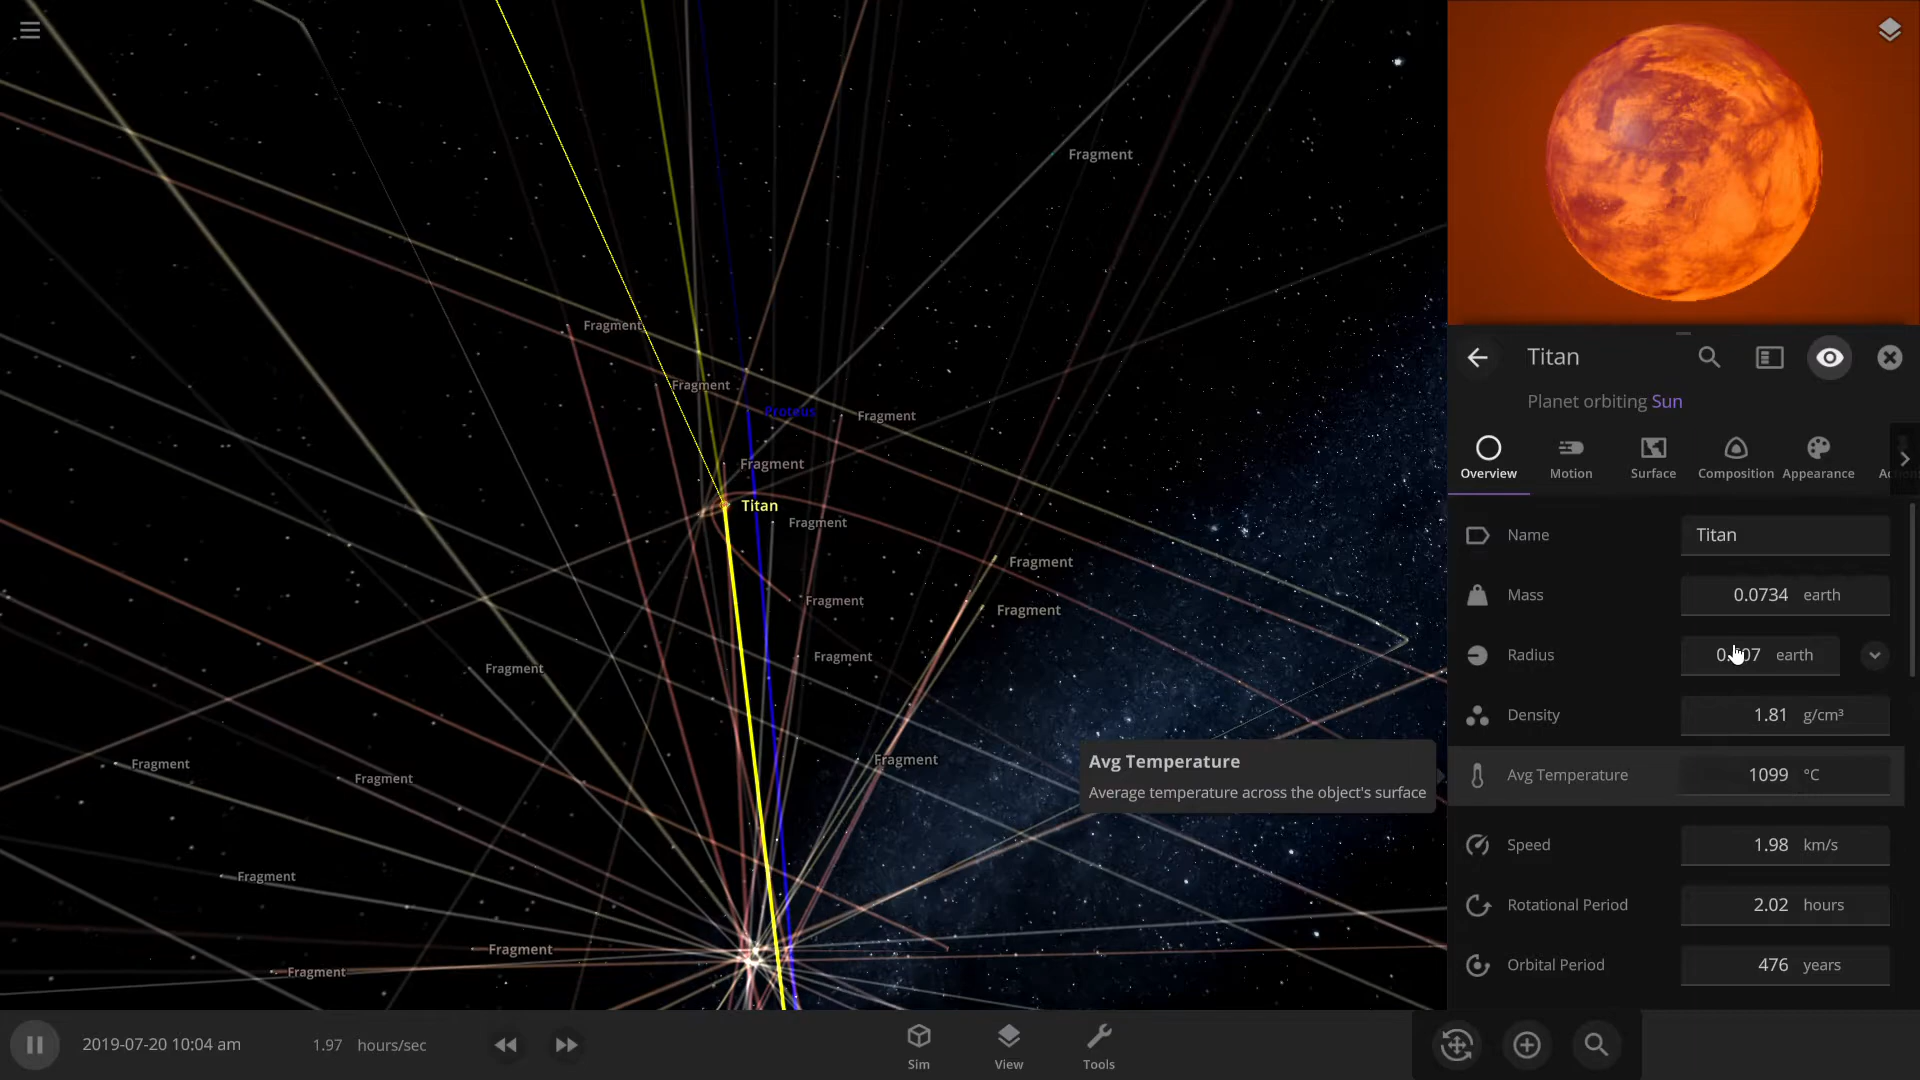 Fragment
Fragment
Fragment
Proteus
Fragment
Fragment
Titan
Fragment
Fragment
Fragment
Fragment
Fragment
Fragment
Fragment
Fragment
Fragment
Fragment
Fragment
Fragment
Avg Temperature
Average temperature across the object's surface
Titan
Planet orbiting Sun
Overview Motion Surface Composition Appearance
Name Titan
Mass 0.0734 earth
Radius earth
Density 1.81 g/cm³
Avg Temperature 1099 °C
Speed 1.98 km/s
Rotational Period 2.02 hours
Orbital Period 476 years
2019-07-20 10:04 am 1.97 hours/sec
Sim View Tools